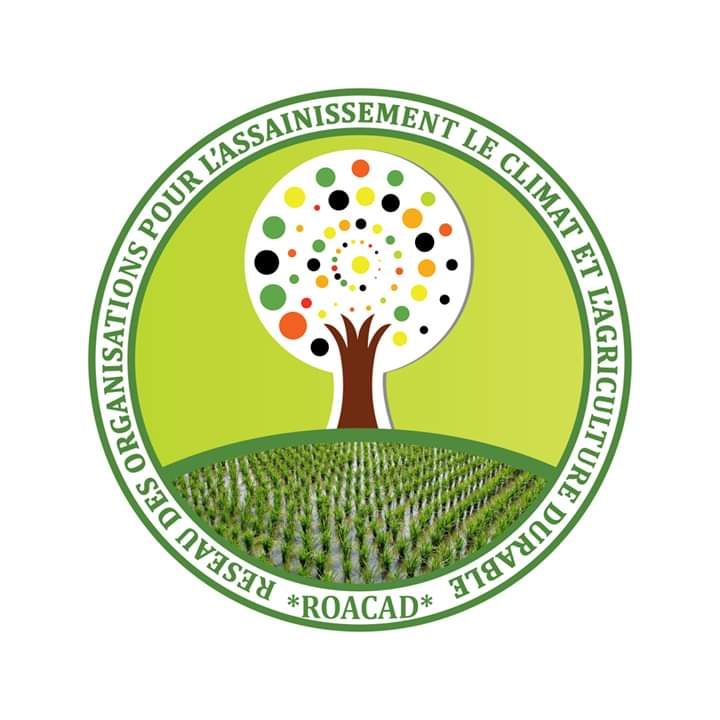 RESEAU DES ORGANISATIONS POUR L'ASSAINISSEMENT LE CLIMAT ET L'AGRICULTURE DURABLE
*ROACAD*